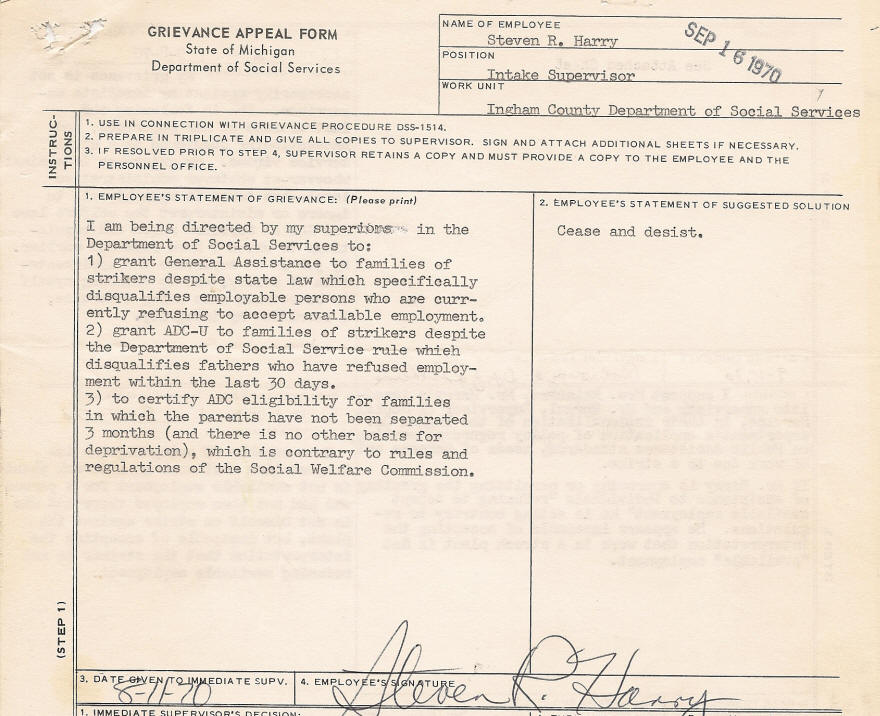 GRIEVANCE APPEAL FORM
State of Michigan
Department of Social Services
NAME OF EMPLOYEE
Steven R. Harry
SEP 16 1970
POSITION
Intake Supervisor
WORK UNIT
Ingham County Department of Social Services
INSTRUC-
TIONS
1. USE IN CONNECTION WITH GRIEVANCE PROCEDURE DSS-1514.
2. PREPARE IN TRIPLICATE AND GIVE ALL COPIES TO SUPERVISOR. SIGN AND ATTACH ADDITIONAL SHEETS IF NECESSARY.
3. IF RESOLVED PRIOR TO STEP 4, SUPERVISOR RETAINS A COPY AND MUST PROVIDE A COPY TO THE EMPLOYEE AND THE
PERSONNEL OFFICE.
1. EMPLOYEE'S STATEMENT OF GRIEVANCE: (Please print)
I am being directed by my superiors in the
Department of Social Services to:
1) grant General Assistance to families of
strikers despite state law which specifically
disqualifies employable persons who are curr-
ently refusing to accept available employment.
2) grant ADC-U to families of strikers despite
the Department of Social Service rule which
disqualifies fathers who have refused employ-
ment within the last 30 days.
3) to certify ADC eligibility for families
in which the parents have not been separated
3 months (and there is no other basis for
deprivation), which is contrary to rules and
regulations of the Social Welfare Commission.
2. EMPLOYEE'S STATEMENT OF SUGGESTED SOLUTION
Cease and desist.
(STEP 1)
3. DATE GIVEN TO IMMEDIATE SUPV.
8-11-70
4. EMPLOYEE'S SIGNATURE
Steven R. Harry
1. IMMEDIATE SUPERVISOR'S DECISION: